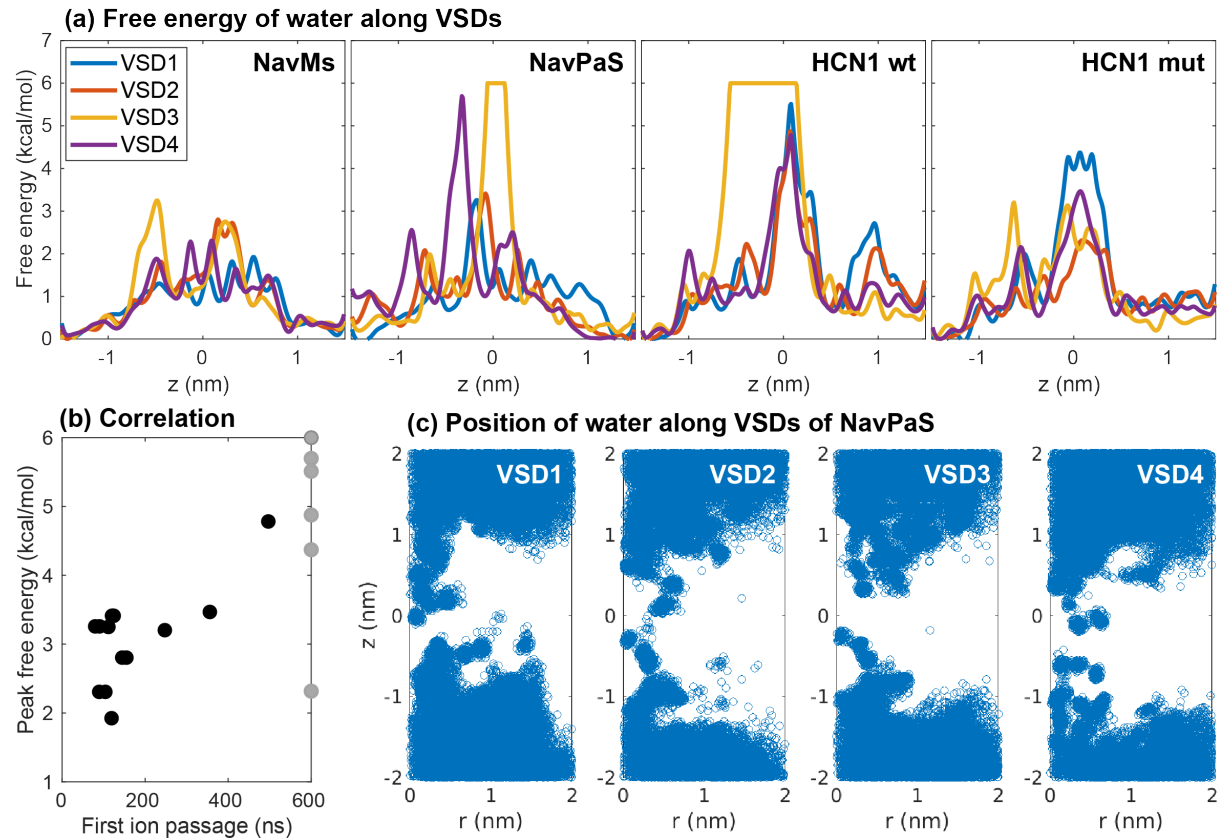 (a) Free energy of water along VSDs
Free energy (kcal/mol)
7
6
5
4
3
2
1
0
VSD1
VSD2
VSD3
VSD4
NavMs
NavPaS
HCN1 wt
HCN1 mut
-1 0 1
-1 0 1
-1 0 1
-1 0 1
z (nm)
z (nm)
z (nm)
z (nm)
(b) Correlation
Peak free energy (kcal/mol)
6
5
4
3
2
1
0 200 400 600
First ion passage (ns)
(c) Position of water along VSDs of NavPaS
z (nm)
2
1
0
-1
-2
VSD1
0 1 2
r (nm)
2
1
0
-1
-2
VSD2
0 1 2
r (nm)
2
1
0
-1
-2
VSD3
0 1 2
r (nm)
2
1
0
-1
-2
VSD4
0 1 2
r (nm)